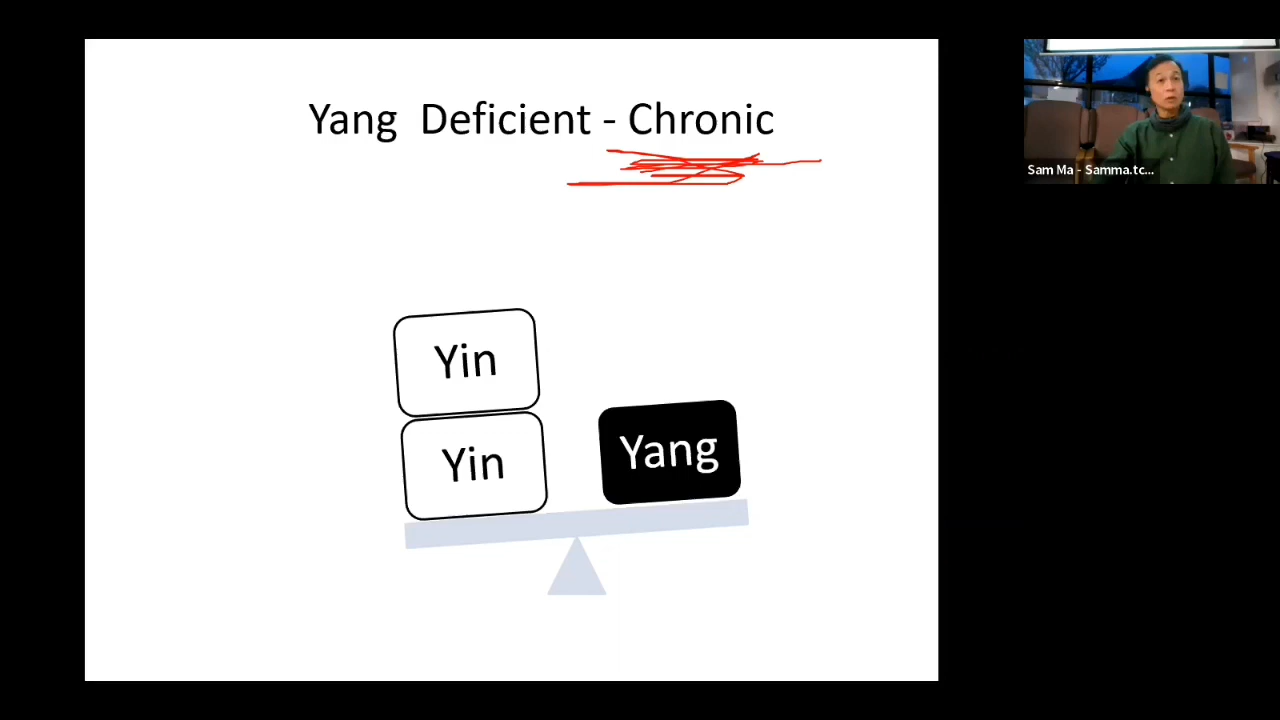 Yang Deficient - Chronic
Yin
Yin
Yang
Sam Ma - Samma.tc...